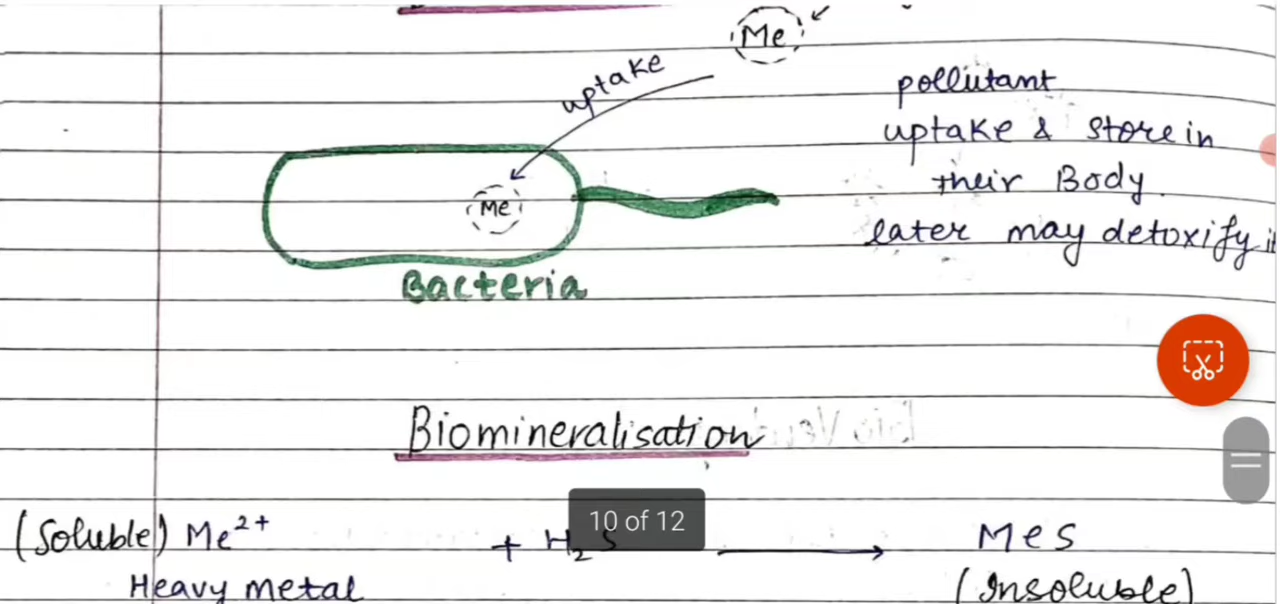 Me
uptake
pollutant
uptake & store in
their Body.
later may detoxify
Me
Bacteria
Biomineralisation
10 of 12
(Soluble) Me²⁺ + H₂S → MeS
Heavy metal (Insoluble)